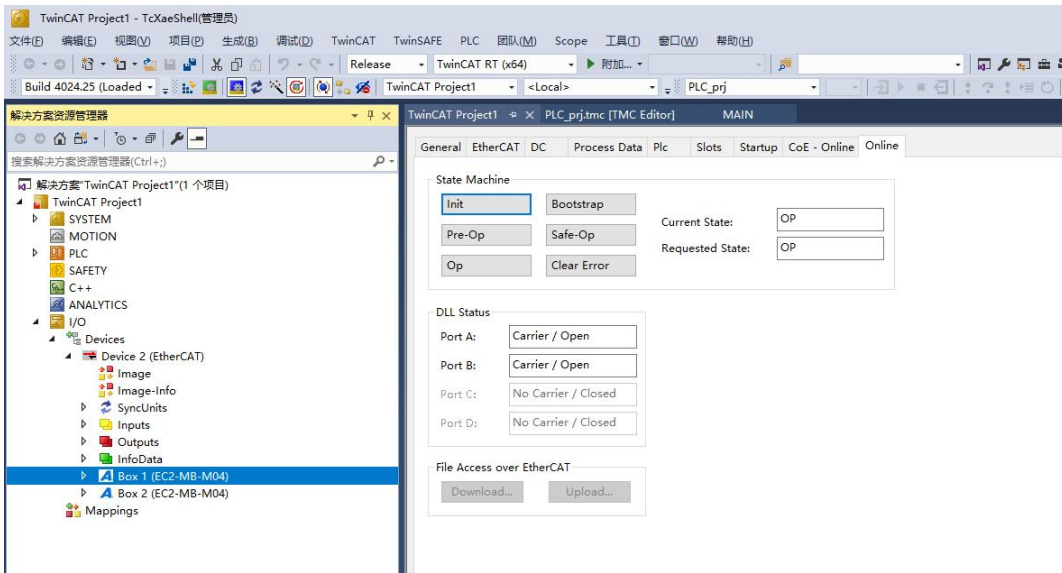 TwinCAT Project1 - TcXaeShell(管理员)
文件(F) 编辑(E) 视图(V) 项目(P) 生成(B) 调试(D) TwinCAT TwinSAFE PLC 团队(M) Scope 工具(T) 窗口(W) 帮助(H)
Release TwinCAT RT (x64) 附加...
Build 4024.25 (Loaded TwinCAT Project1 <Local> PLC_prj
解决方案资源管理器
搜索解决方案资源管理器(Ctrl+;)
解决方案"TwinCAT Project1"(1 个项目)
TwinCAT Project1
SYSTEM
MOTION
PLC
SAFETY
C++
ANALYTICS
I/O
Devices
Device 2 (EtherCAT)
Image
Image-Info
SyncUnits
Inputs
Outputs
InfoData
Box 1 (EC2-MB-M04)
Box 2 (EC2-MB-M04)
Mappings
TwinCAT Project1 PLC_prj.tmc [TMC Editor] MAIN
General EtherCAT DC Process Data Plc Slots Startup CoE - Online Online
State Machine
Init Bootstrap
Pre-Op Safe-Op
Op Clear Error
Current State: OP
Requested State: OP
DLL Status
Port A: Carrier / Open
Port B: Carrier / Open
Port C: No Carrier / Closed
Port D: No Carrier / Closed
File Access over EtherCAT
Download... Upload...